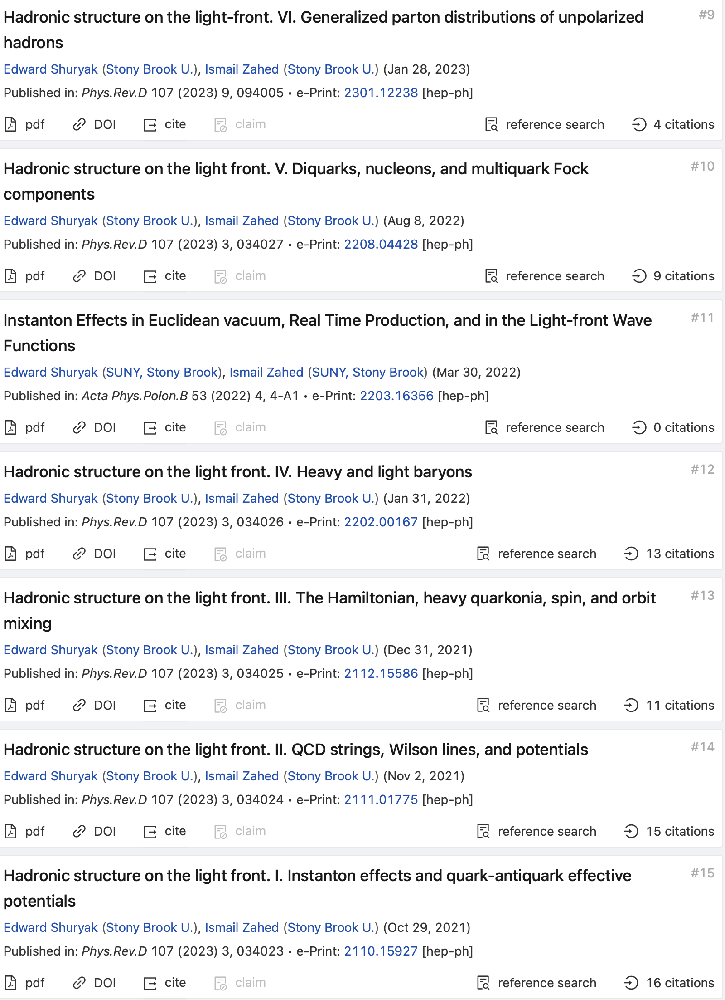 Hadronic structure on the light-front. VI. Generalized parton distributions of unpolarized #9
hadrons
Edward Shuryak (Stony Brook U.), Ismail Zahed (Stony Brook U.) (Jan 28, 2023)
Published in: Phys.Rev.D 107 (2023) 9, 094005 • e-Print: 2301.12238 [hep-ph]
pdf DOI cite claim reference search 4 citations
Hadronic structure on the light front. V. Diquarks, nucleons, and multiquark Fock #10
components
Edward Shuryak (Stony Brook U.), Ismail Zahed (Stony Brook U.) (Aug 8, 2022)
Published in: Phys.Rev.D 107 (2023) 3, 034027 • e-Print: 2208.04428 [hep-ph]
pdf DOI cite claim reference search 9 citations
Instanton Effects in Euclidean vacuum, Real Time Production, and in the Light-front Wave #11
Functions
Edward Shuryak (SUNY, Stony Brook), Ismail Zahed (SUNY, Stony Brook) (Mar 30, 2022)
Published in: Acta Phys.Polon.B 53 (2022) 4, 4-A1 • e-Print: 2203.16356 [hep-ph]
pdf DOI cite claim reference search 0 citations
Hadronic structure on the light front. IV. Heavy and light baryons #12
Edward Shuryak (Stony Brook U.), Ismail Zahed (Stony Brook U.) (Jan 31, 2022)
Published in: Phys.Rev.D 107 (2023) 3, 034026 • e-Print: 2202.00167 [hep-ph]
pdf DOI cite claim reference search 13 citations
Hadronic structure on the light front. III. The Hamiltonian, heavy quarkonia, spin, and orbit #13
mixing
Edward Shuryak (Stony Brook U.), Ismail Zahed (Stony Brook U.) (Dec 31, 2021)
Published in: Phys.Rev.D 107 (2023) 3, 034025 • e-Print: 2112.15586 [hep-ph]
pdf DOI cite claim reference search 11 citations
Hadronic structure on the light front. II. QCD strings, Wilson lines, and potentials #14
Edward Shuryak (Stony Brook U.), Ismail Zahed (Stony Brook U.) (Nov 2, 2021)
Published in: Phys.Rev.D 107 (2023) 3, 034024 • e-Print: 2111.01775 [hep-ph]
pdf DOI cite claim reference search 15 citations
Hadronic structure on the light front. I. Instanton effects and quark-antiquark effective #15
potentials
Edward Shuryak (Stony Brook U.), Ismail Zahed (Stony Brook U.) (Oct 29, 2021)
Published in: Phys.Rev.D 107 (2023) 3, 034023 • e-Print: 2110.15927 [hep-ph]
pdf DOI cite claim reference search 16 citations